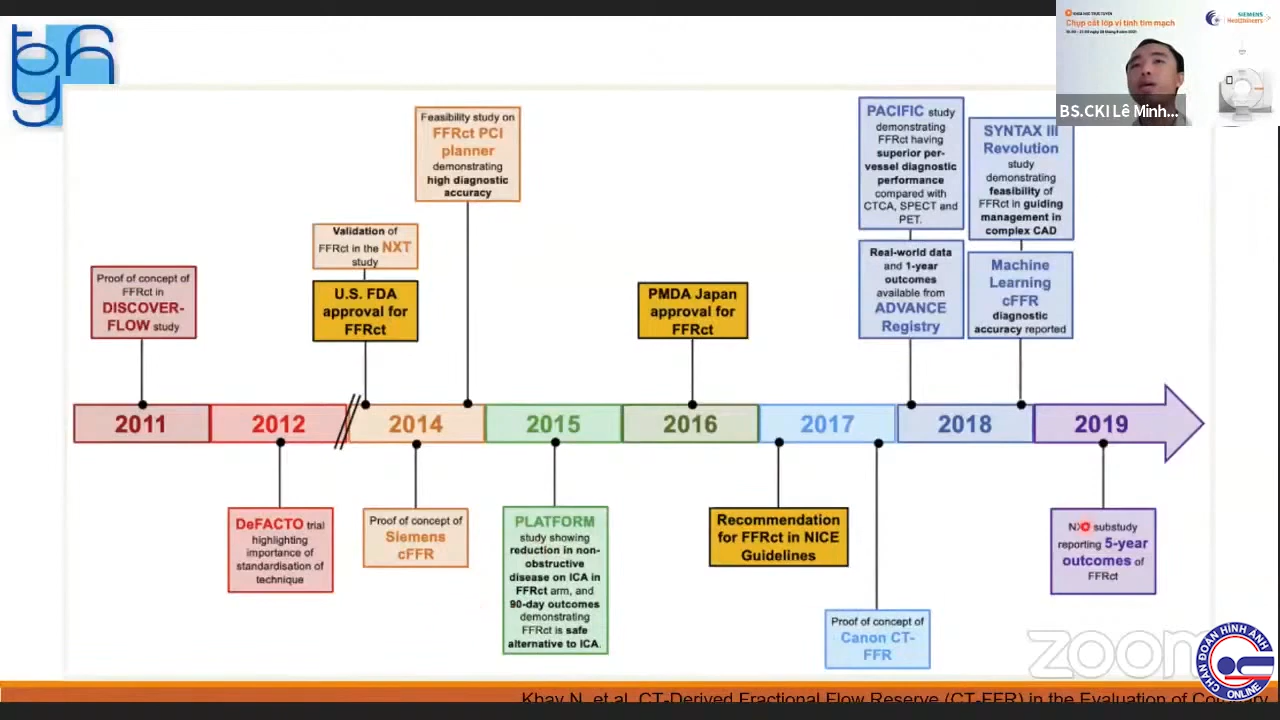 KHÓA HỌC TRỰC TUYẾN
Chụp cắt lớp vi tính tim mạch
SIEMENS
Healthineers
BS.CKI Lê Minh...
tggh
Feasibility study on
FFRct PCI
planner
demonstrating
high diagnostic
accuracy
PACIFIC study
demonstrating
FFRct having
superior per-
vessel diagnostic
performance
compared with
CTCA, SPECT and
PET.
SYNTAX III
Revolution
study
demonstrating
feasibility of
FFRct in guiding
management in
complex CAD
Validation of
FFRct in the NXT
study
Proof of concept of
FFRct in
DISCOVER-
FLOW study
U.S. FDA
approval for
FFRct
PMDA Japan
approval for
FFRct
Real-world data
and 1-year
outcomes
available from
ADVANCE
Registry
Machine
Learning
cFFR
diagnostic
accuracy reported
2011 2012 2014 2015 2016 2017 2018 2019
DeFACTO trial
highlighting
importance of
standardisation of
technique
Proof of concept of
Siemens
cFFR
PLATFORM
study showing
reduction in non-
obstructive
disease on ICA in
FFRct arm, and
90-day outcomes
demonstrating
FFRct is safe
alternative to ICA.
Recommendation
for FFRct in NICE
Guidelines
Proof of concept of
Canon CT-
FFR
substudy
reporting 5-year
outcomes of
FFRct
zoom
CHẨN ĐOÁN HÌNH ẢNH
ONLINE
Khav N, et al. CT-Derived Fractional Flow Reserve (CT-FFR) in the Evaluation of